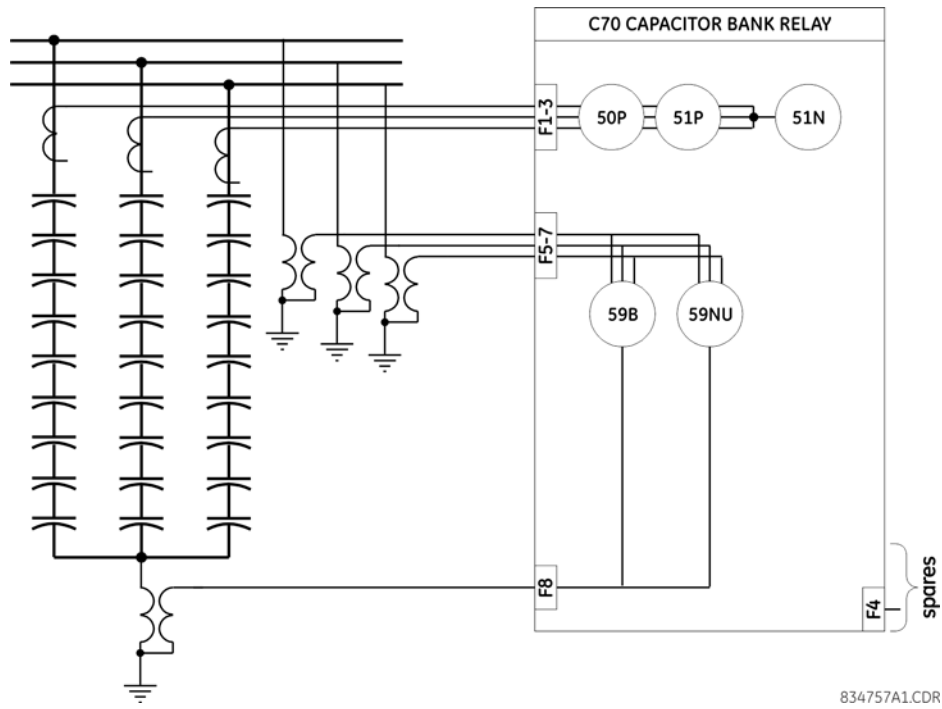 C70 CAPACITOR BANK RELAY
F1-3
50P
51P
51N
F5-7
59B
59NU
F8
F4
spares
834757A1.CDR